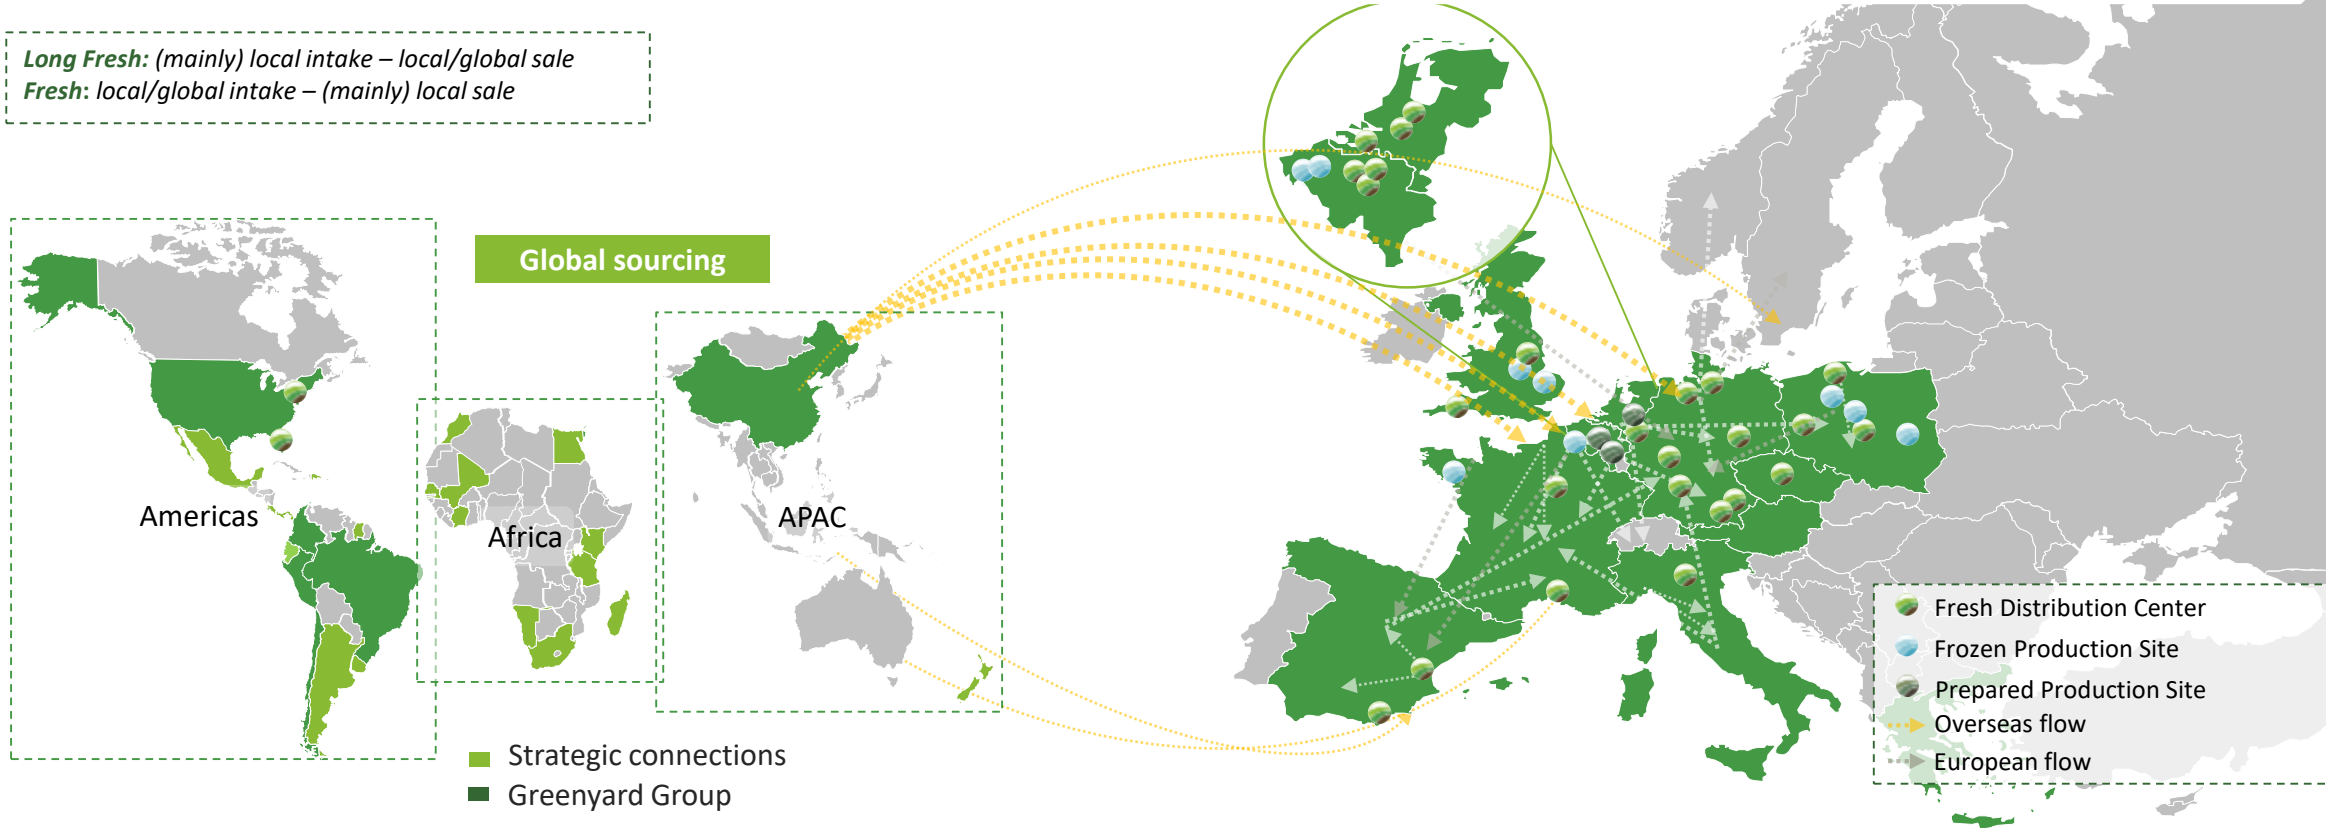 Long Fresh: (mainly) local intake – local/global sale
Fresh: local/global intake – (mainly) local sale
Global sourcing
Americas
Africa
APAC
Strategic connections
Greenyard Group
Fresh Distribution Center
Frozen Production Site
Prepared Production Site
Overseas flow
European flow